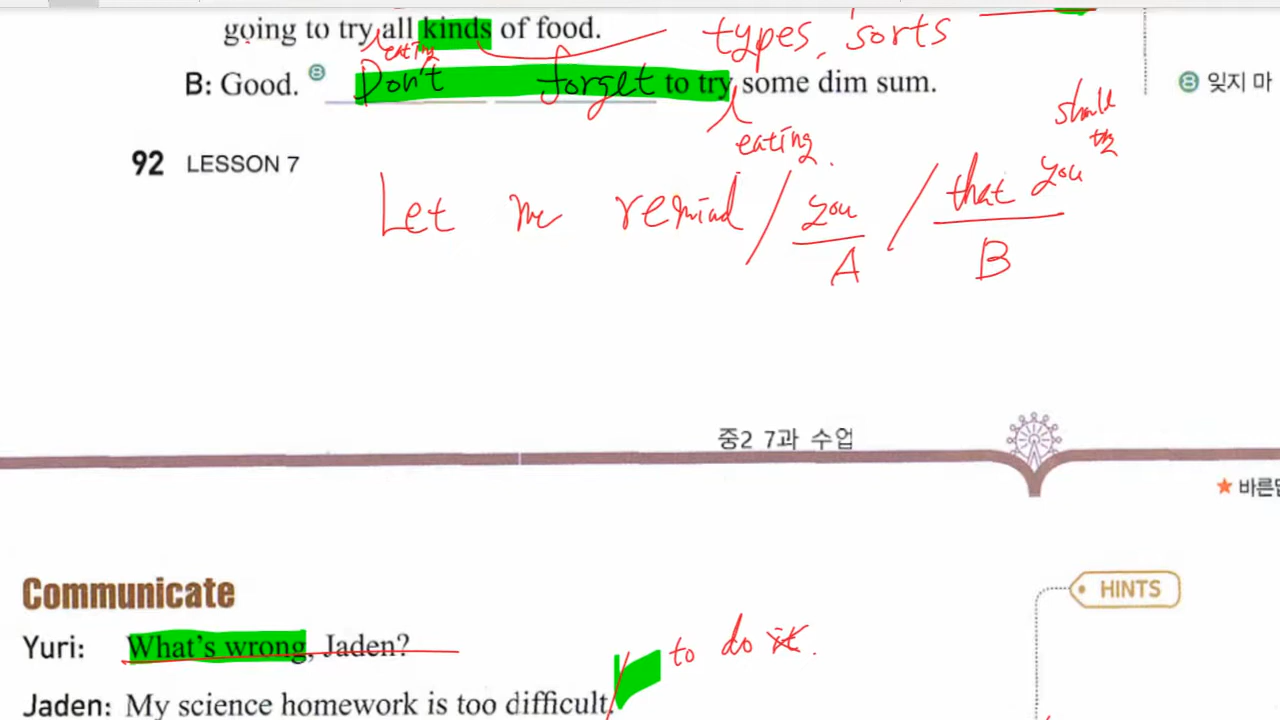 going to try all kinds of food.
types, sorts
eating
B: Good. ⑧ Don't forget to try some dim sum.
⑧ 잊지 마
eating.
should
try
92 LESSON 7
Let me remind / you / that you
A B
중2 7과 수업
★ 바른
Communicate
HINTS
Yuri: What's wrong, Jaden?
to do it.
Jaden: My science homework is too difficult.